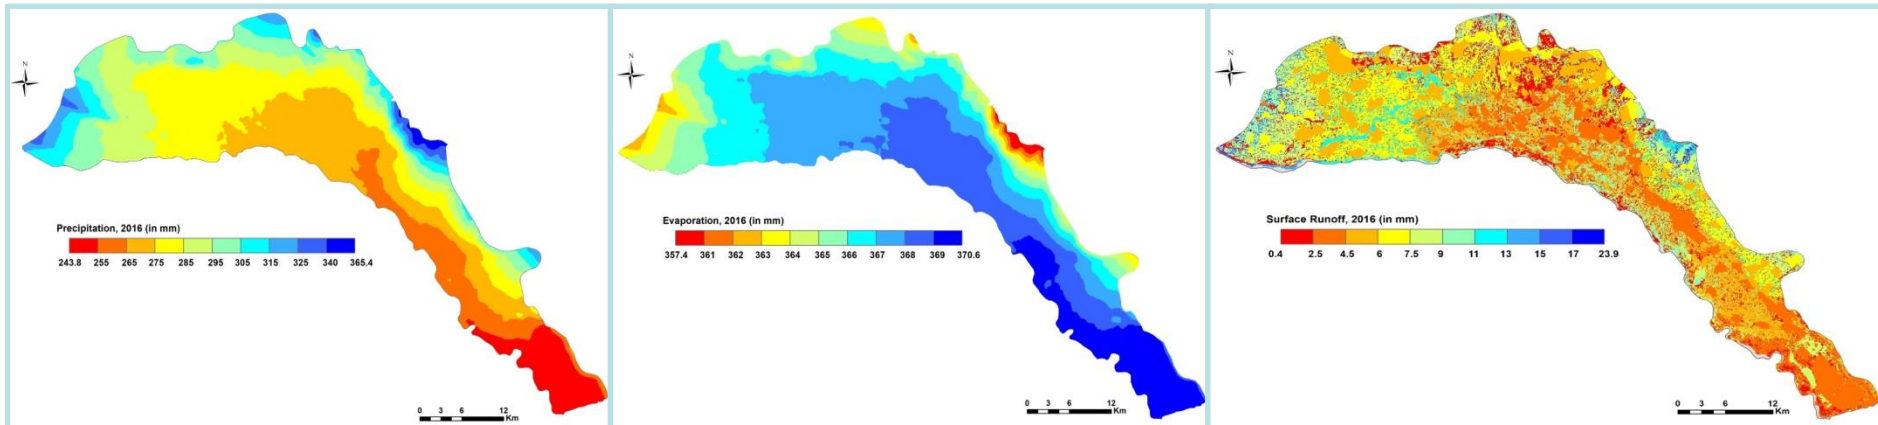 N
Precipitation, 2016 (in mm)
243.8 255 265 275 285 295 305 315 325 340 365.4
0 3 6 12
Km
N
Evaporation, 2016 (in mm)
357.4 361 362 363 364 365 366 367 368 369 370.6
0 3 6 12
Km
N
Surface Runoff, 2016 (in mm)
0.4 2.5 4.5 6 7.5 9 11 13 15 17 23.9
0 3 6 12
Km